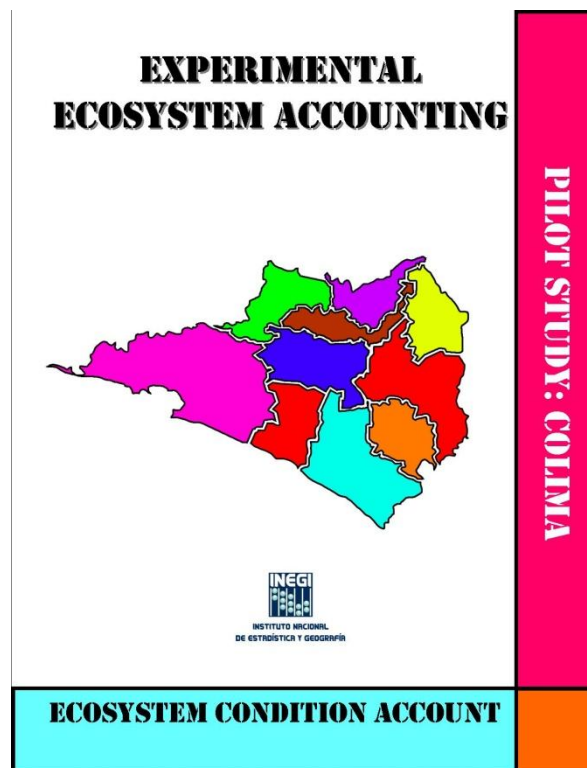 EXPERIMENTAL
ECOSYSTEM ACCOUNTING
PILOT STUDY: COLIMA
INEGI
INSTITUTO NACIONAL
DE ESTADÍSTICA Y GEOGRAFÍA
ECOSYSTEM CONDITION ACCOUNT